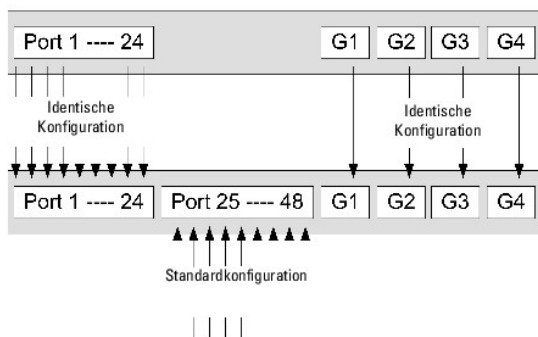 Port 1 ---- 24 G1 G2 G3 G4
Identische
Konfiguration
Identische
Konfiguration
Port 1 ---- 24 Port 25 ---- 48 G1 G2 G3 G4
Standardkonfiguration